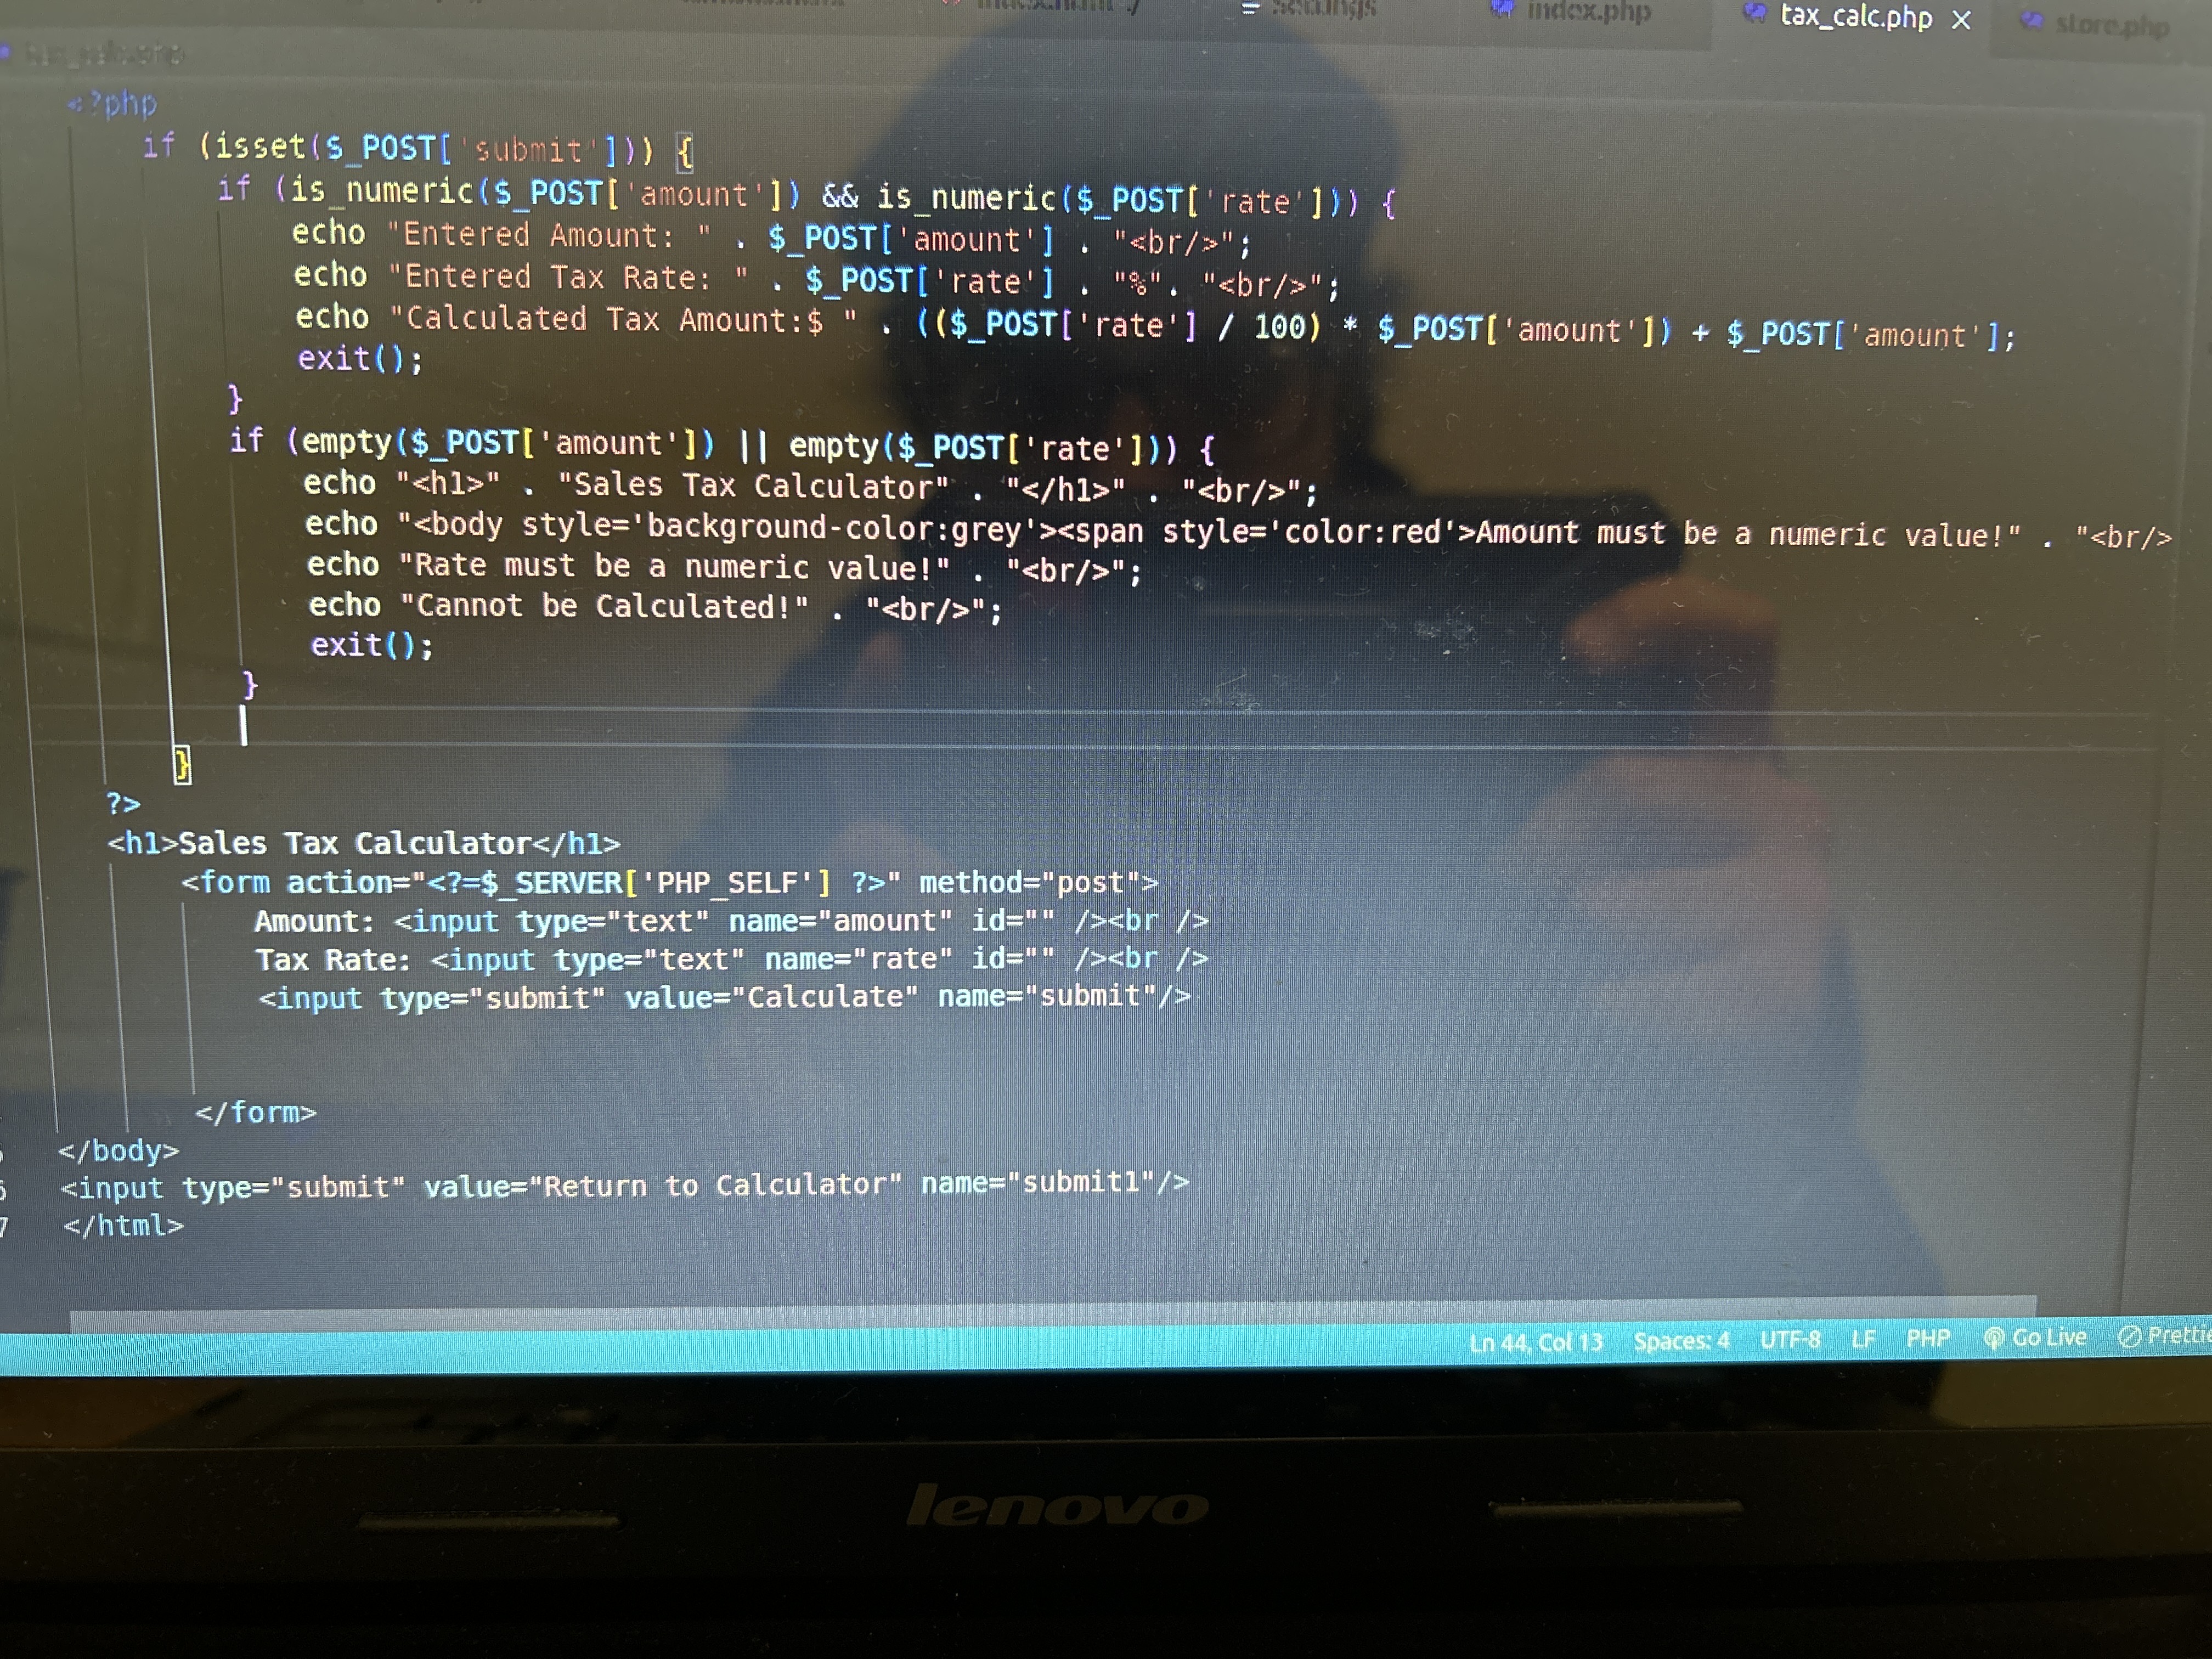 index.php
tax_calc.php ×
store.php
<?php
if (isset($_POST['submit'])) {
if (is_numeric($_POST['amount']) && is_numeric($_POST['rate'])) {
echo "Entered Amount: " . $_POST['amount'] . "<br/>";
echo "Entered Tax Rate: " . $_POST['rate'] . "%". "<br/>";
echo "Calculated Tax Amount:$ " . (($_POST['rate'] / 100) * $_POST['amount']) + $_POST['amount'];
exit();
}
if (empty($_POST['amount']) || empty($_POST['rate'])) {
echo "<h1>" . "Sales Tax Calculator" . "</h1>" . "<br/>";
echo "<body style='background-color:grey'><span style='color:red'>Amount must be a numeric value!" . "<br/>
echo "Rate must be a numeric value!" . "<br/>";
echo "Cannot be Calculated!" . "<br/>";
exit();
}
}
?>
<h1>Sales Tax Calculator</h1>
<form action="<?=$_SERVER['PHP_SELF'] ?>" method="post">
Amount: <input type="text" name="amount" id="" /><br />
Tax Rate: <input type="text" name="rate" id="" /><br />
<input type="submit" value="Calculate" name="submit"/>
</form>
</body>
<input type="submit" value="Return to Calculator" name="submit1"/>
</html>
Ln 44, Col 13 Spaces: 4 UTF-8 LF PHP Go Live
lenovo